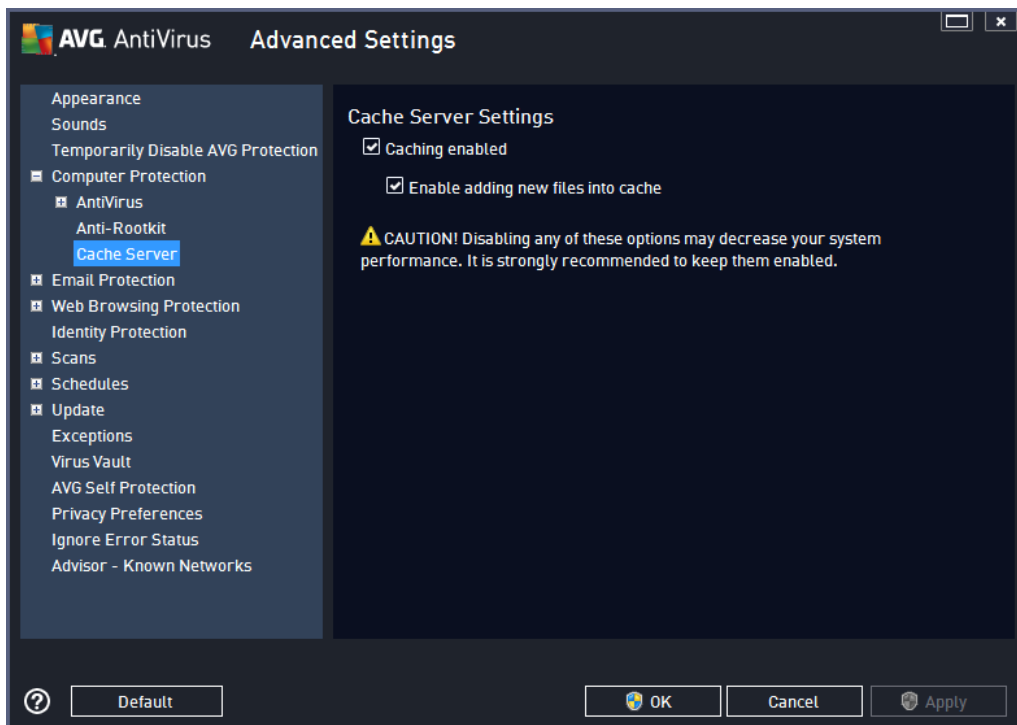 AVG. AntiVirus Advanced Settings
Appearance
Sounds
Temporarily Disable AVG Protection
Computer Protection
AntiVirus
Anti-Rootkit
Cache Server
Email Protection
Web Browsing Protection
Identity Protection
Scans
Schedules
Update
Exceptions
Virus Vault
AVG Self Protection
Privacy Preferences
Ignore Error Status
Advisor - Known Networks
Cache Server Settings
Caching enabled
Enable adding new files into cache
CAUTION! Disabling any of these options may decrease your system
performance. It is strongly recommended to keep them enabled.
? Default OK Cancel Apply